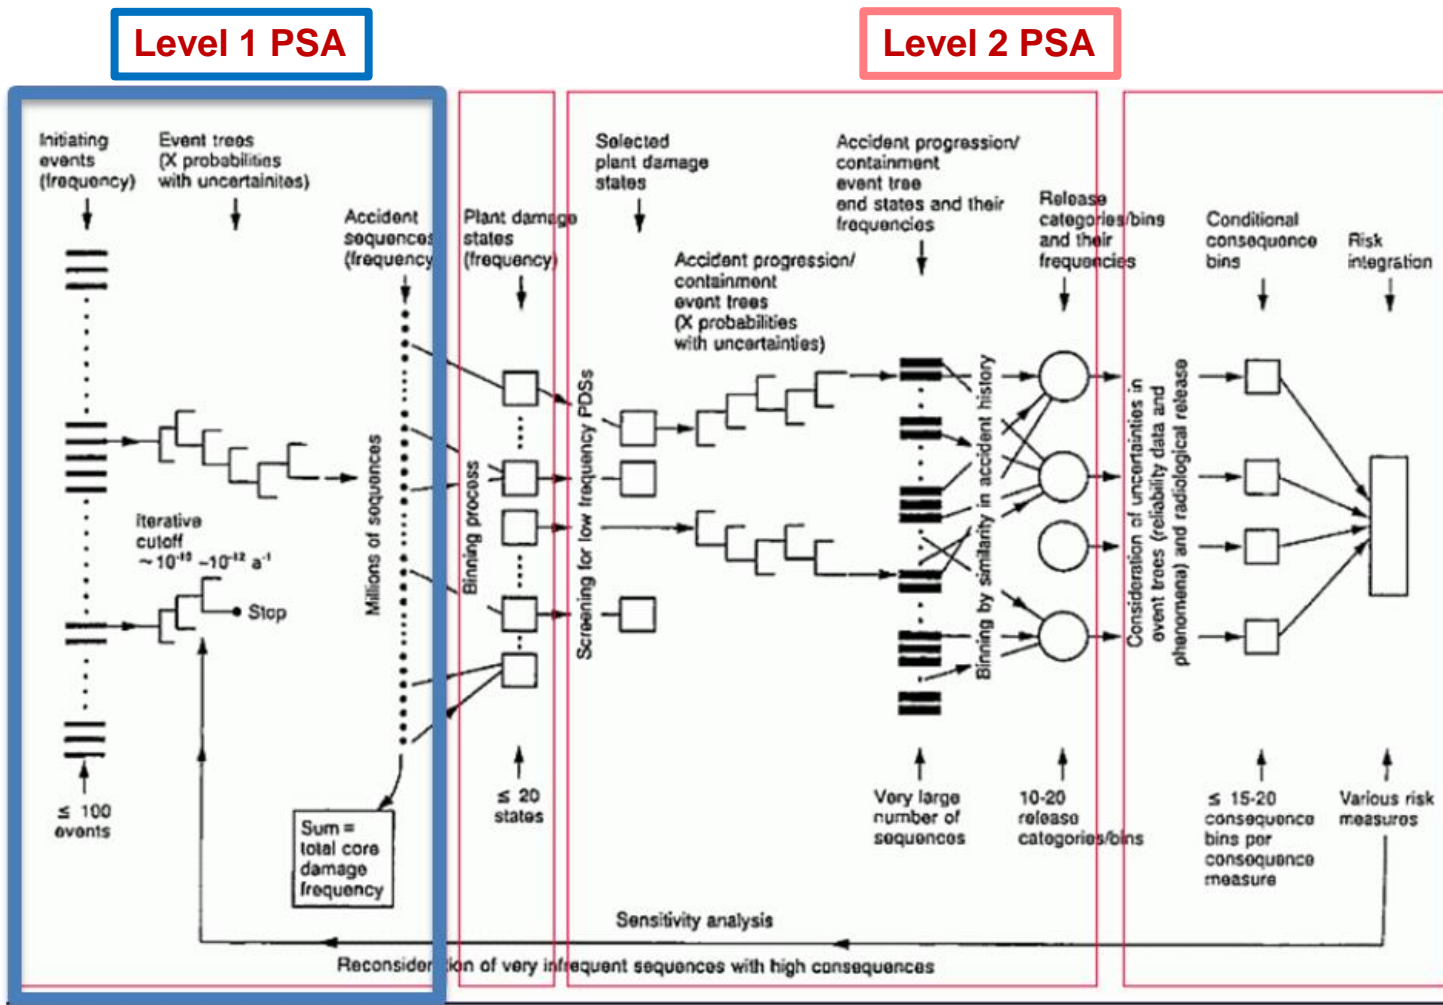 Level 1 PSA
Level 2 PSA
Initiating
events
(frequency)
Event trees
(X probabilities
with uncertainites)
Accident
sequences
(frequency
Plant damage
states
(frequency)
Selected
plant damage
states
Accident progression/
containment
event trees
(X probabilities
with uncertainties)
Accident progression/
containment
event tree
end states and their
frequencies
Release
categories/bins
and their
frequencies
Conditional
consequence
bins
Risk
integration
Iterative
cutoff
~10⁻¹⁰ –10⁻¹² a⁻¹
Stop
Millions of sequences
Binning process
Screening for low frequency PDSs
Binning by similarity in accident history
Consideration of uncertainties in
event trees (reliability data and
phenomena) and radiological release
≤ 100
events
Sum =
total core
damage
frequency
≤ 20
states
Very large
number of
sequences
10-20
release
categories/bins
≤ 15-20
consequence
bins per
consequence
measure
Various risk
measures
Sensitivity analysis
Reconsideration of very infrequent sequences with high consequences